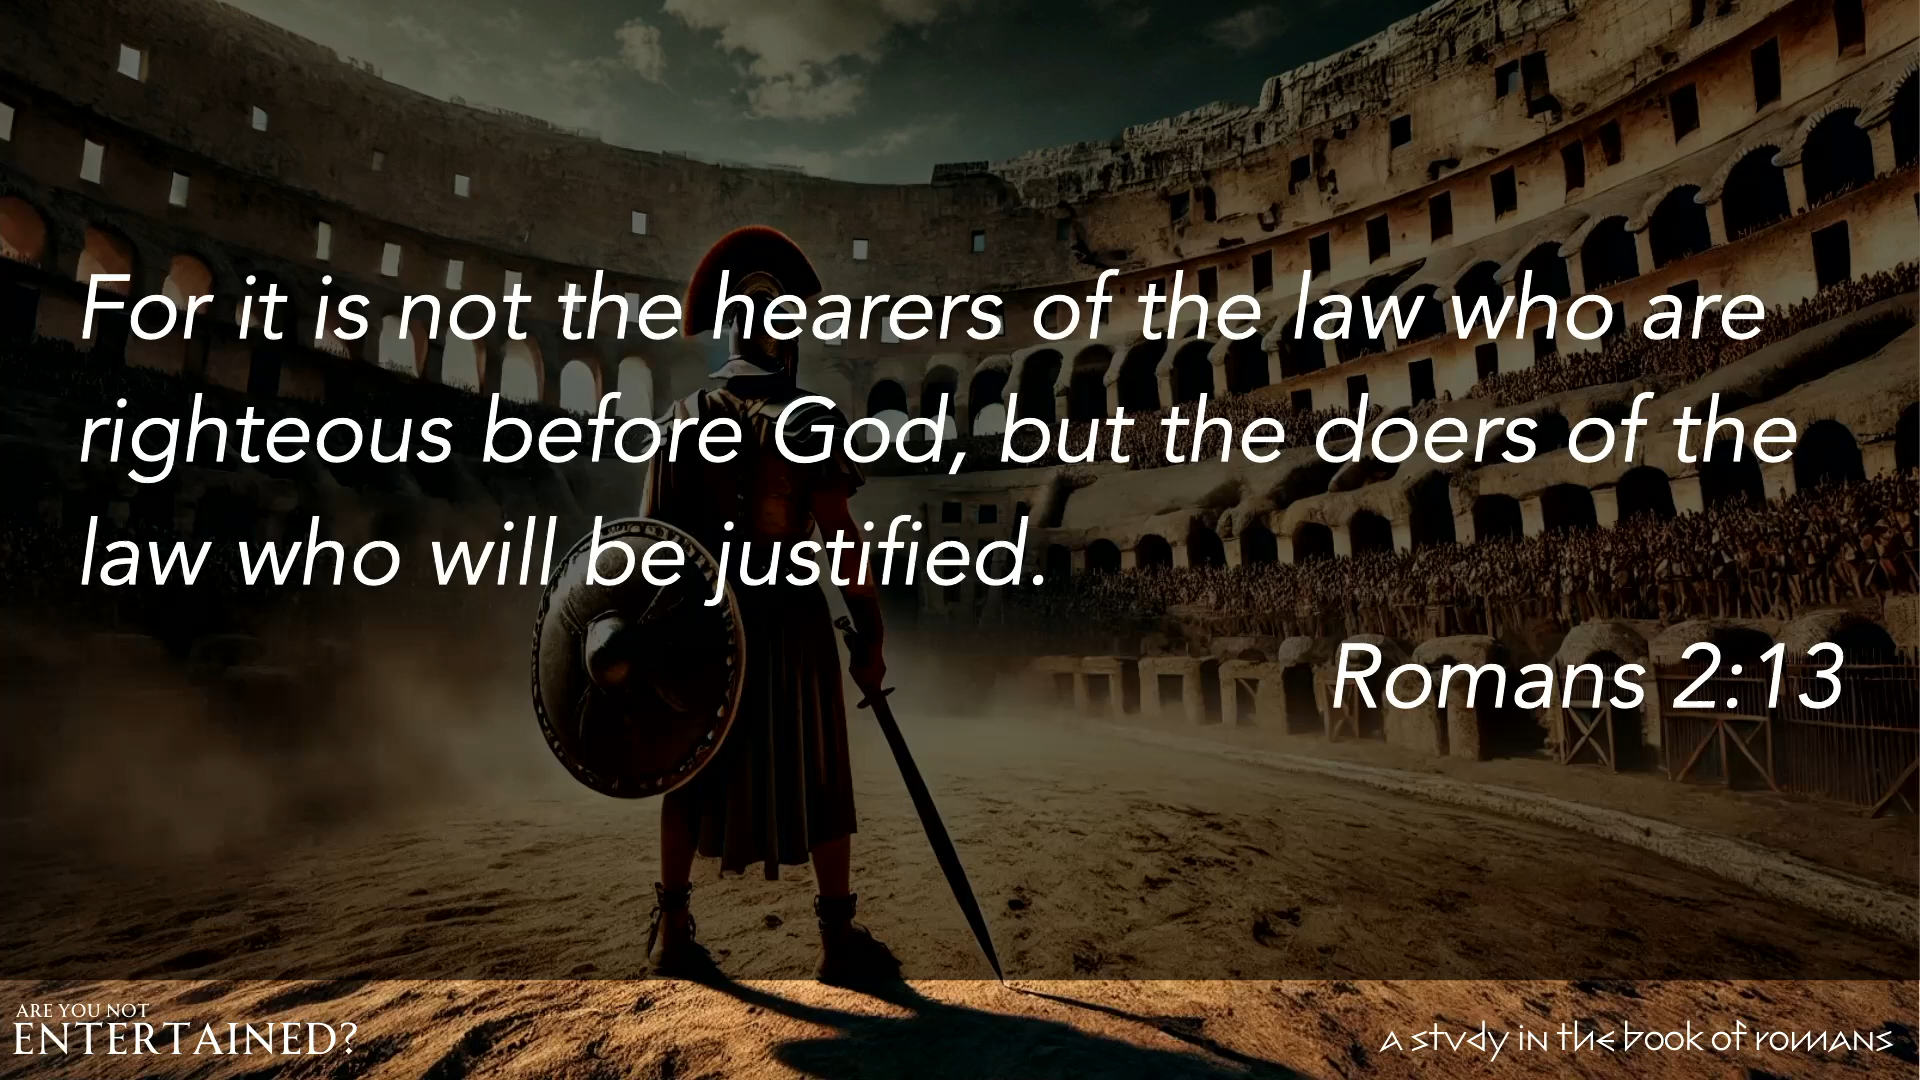 For it is not the hearers of the law who are
righteous before God, but the doers of the
law who will be justified.
Romans 2:13
ARE YOU NOT
ENTERTAINED?
A study in the book of romans